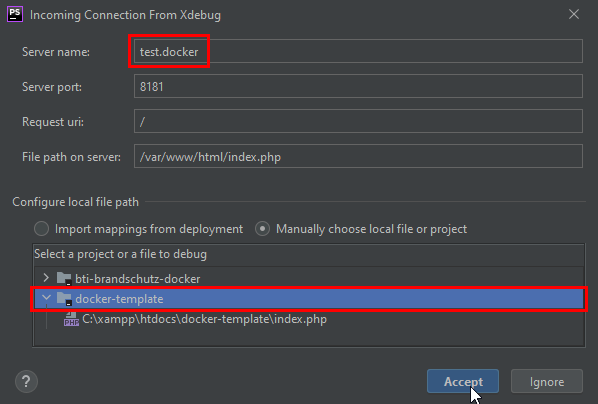 PS
Incoming Connection From Xdebug
Server name: test.docker
Server port: 8181
Request uri: /
File path on server: /var/www/html/index.php
Configure local file path
Import mappings from deployment Manually choose local file or project
Select a project or a file to debug
bti-brandschutz-docker
docker-template
PHP C:\xampp\htdocs\docker-template\index.php
? Accept Ignore